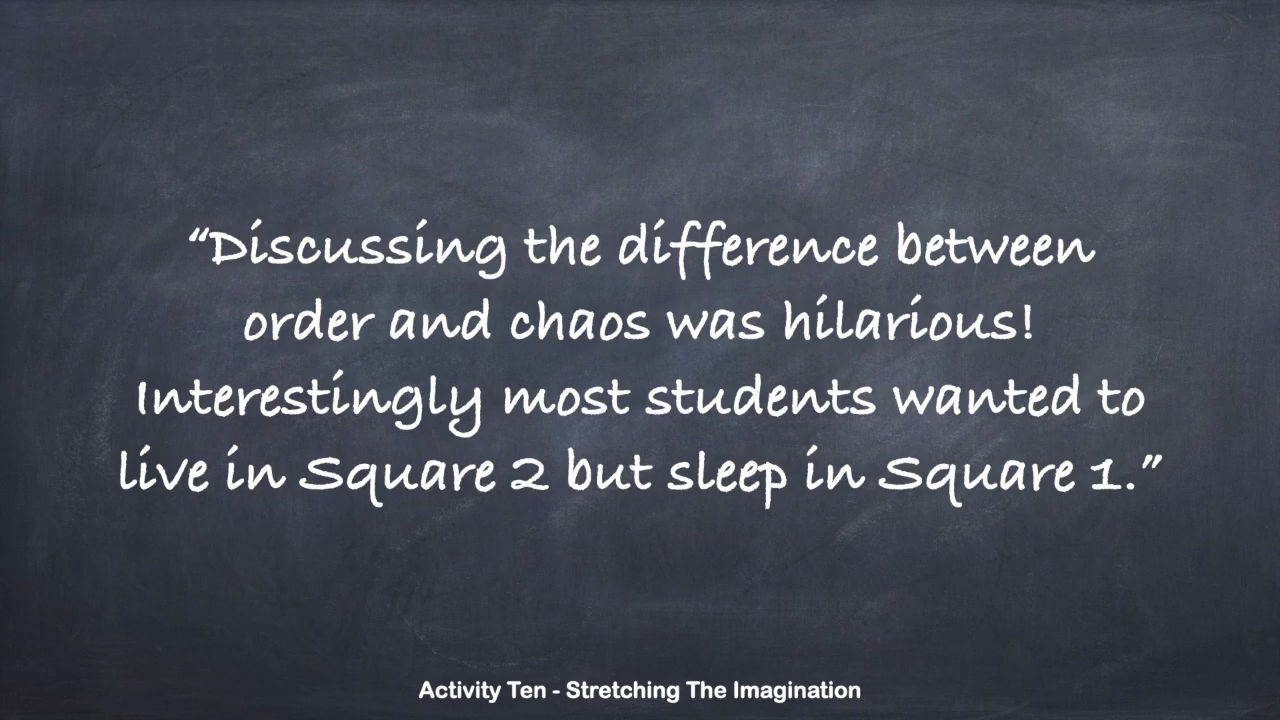 “Discussing the difference between
order and chaos was hilarious!
Interestingly most students wanted to
live in Square 2 but sleep in Square 1.”
Activity Ten - Stretching The Imagination